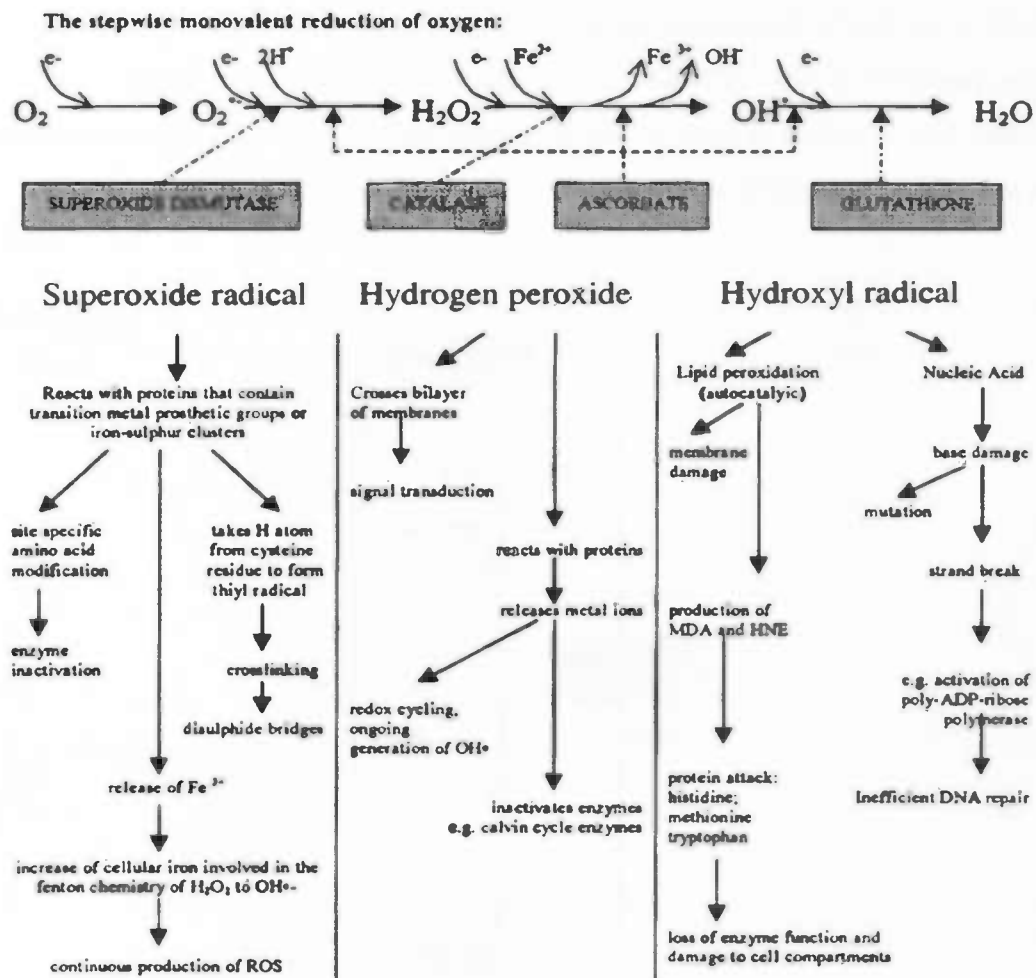 The stepwise monovalent reduction of oxygen:
e- e- 2H⁺ e- Fe²⁺ Fe ³⁺ OH⁻ e-
O₂ O₂ H₂O₂ OH• H₂O
SUPEROXIDE DISMUTASE CATALASE ASCORBATE GLUTATHIONE
Superoxide radical
Reacts with proteins that contain
transition metal prosthetic groups or
iron-sulphur clusters
site specific
amino acid
modification
enzyme
inactivation
takes H atom
from cysteine
residue to form
thiyl radical
crosslinking
disulphide bridges
release of Fe
increase of cellular iron involved in the
fenton chemistry of H₂O₂ to OH•-
continuous production of ROS
Hydrogen peroxide
Crosses bilayer
of membranes
signal transduction
reacts with proteins
releases metal ions
redox cycling,
ongoing
generation of OH•
inactivates enzymes
e.g. calvin cycle enzymes
Hydroxyl radical
Lipid peroxidation
(autocatalyic)
membrane
damage
production of
MDA and HNE
protein attack:
histidine;
methionine
tryptophan
loss of enzyme function and
damage to cell compartments
Nucleic Acid
base damage
mutation
strand break
e.g. activation of
poly-ADP-ribose
polymerase
Inefficient DNA repair